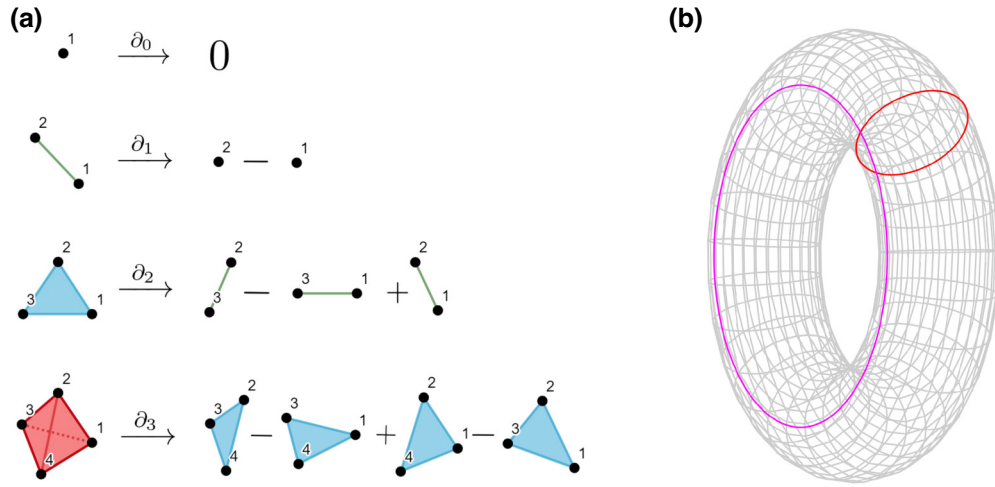 (a)
(b)
1 ∂0 → 0
2 1 ∂1 → 2 − 1
2 3 1 ∂2 → 2 3 − 3 1 + 2 1
2 3 1 4 ∂3 → 2 3 4 − 3 1 4 + 2 1 4 − 2 3 1